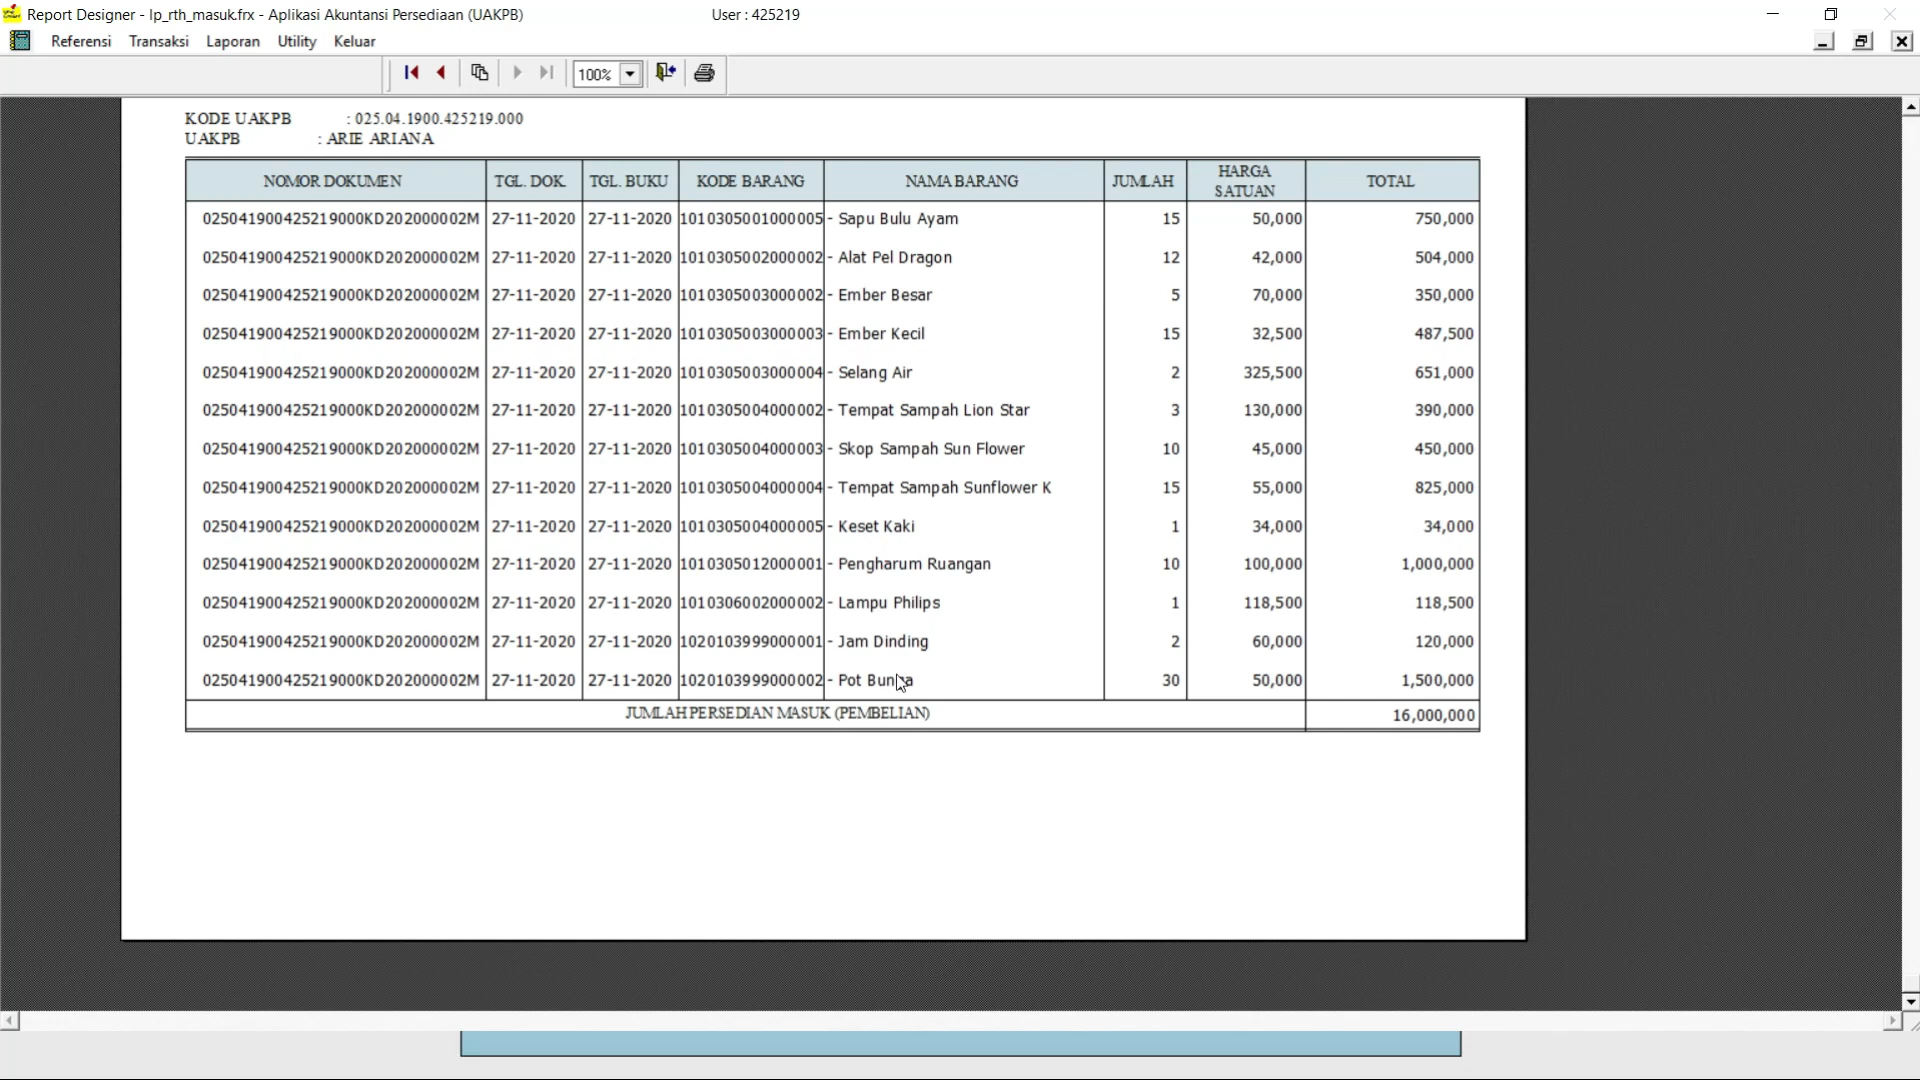 Report Designer - lp_rth_masuk.frx - Aplikasi Akuntansi Persediaan (UAKPB) User : 425219
Referensi Transaksi Laporan Utility Keluar
100%
KODE UAKPB : 025.04.1900.425219.000
UAKPB : ARIE ARIANA
NOMOR DOKUMEN TGL. DOK. TGL. BUKU KODE BARANG NAMA BARANG JUMLAH HARGA SATUAN TOTAL
025041900425219000KD202000002M 27-11-2020 27-11-2020 1010305001000005 - Sapu Bulu Ayam 15 50,000 750,000
025041900425219000KD202000002M 27-11-2020 27-11-2020 1010305002000002 - Alat Pel Dragon 12 42,000 504,000
025041900425219000KD202000002M 27-11-2020 27-11-2020 1010305003000002 - Ember Besar 5 70,000 350,000
025041900425219000KD202000002M 27-11-2020 27-11-2020 1010305003000003 - Ember Kecil 15 32,500 487,500
025041900425219000KD202000002M 27-11-2020 27-11-2020 1010305003000004 - Selang Air 2 325,500 651,000
025041900425219000KD202000002M 27-11-2020 27-11-2020 1010305004000002 - Tempat Sampah Lion Star 3 130,000 390,000
025041900425219000KD202000002M 27-11-2020 27-11-2020 1010305004000003 - Skop Sampah Sun Flower 10 45,000 450,000
025041900425219000KD202000002M 27-11-2020 27-11-2020 1010305004000004 - Tempat Sampah Sunflower K 15 55,000 825,000
025041900425219000KD202000002M 27-11-2020 27-11-2020 1010305004000005 - Keset Kaki 1 34,000 34,000
025041900425219000KD202000002M 27-11-2020 27-11-2020 1010305012000001 - Pengharum Ruangan 10 100,000 1,000,000
025041900425219000KD202000002M 27-11-2020 27-11-2020 1010306002000002 - Lampu Philips 1 118,500 118,500
025041900425219000KD202000002M 27-11-2020 27-11-2020 1020103999000001 - Jam Dinding 2 60,000 120,000
025041900425219000KD202000002M 27-11-2020 27-11-2020 1020103999000002 - Pot Bunga 30 50,000 1,500,000
JUMLAH PERSEDIAN MASUK (PEMBELIAN) 16,000,000